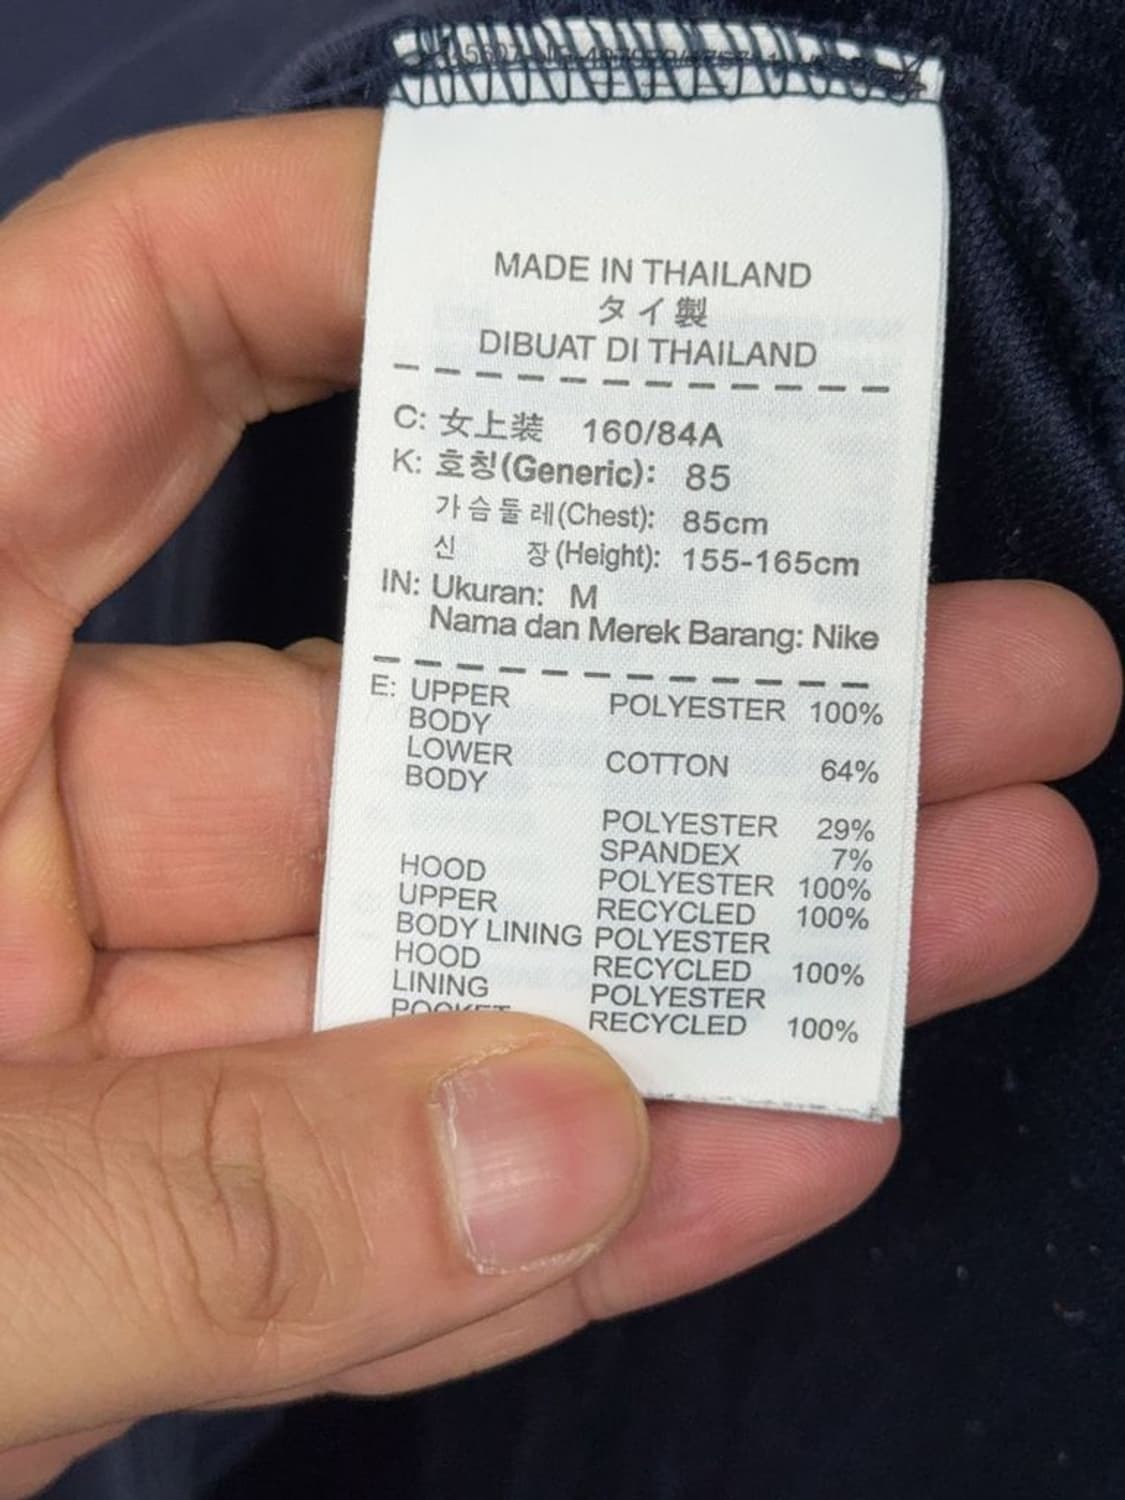 MADE IN THAILAND
タイ製
DIBUAT DI THAILAND
C: 女上装 160/84A
K: 호칭(Generic): 85
가슴둘레(Chest): 85cm
신 장(Height): 155-165cm
IN: Ukuran: M
Nama dan Merek Barang: Nike
E: UPPER POLYESTER 100%
BODY
LOWER COTTON 64%
BODY
POLYESTER 29%
SPANDEX 7%
HOOD POLYESTER 100%
UPPER RECYCLED 100%
BODY LINING POLYESTER
HOOD RECYCLED 100%
LINING POLYESTER
POCKET RECYCLED 100%